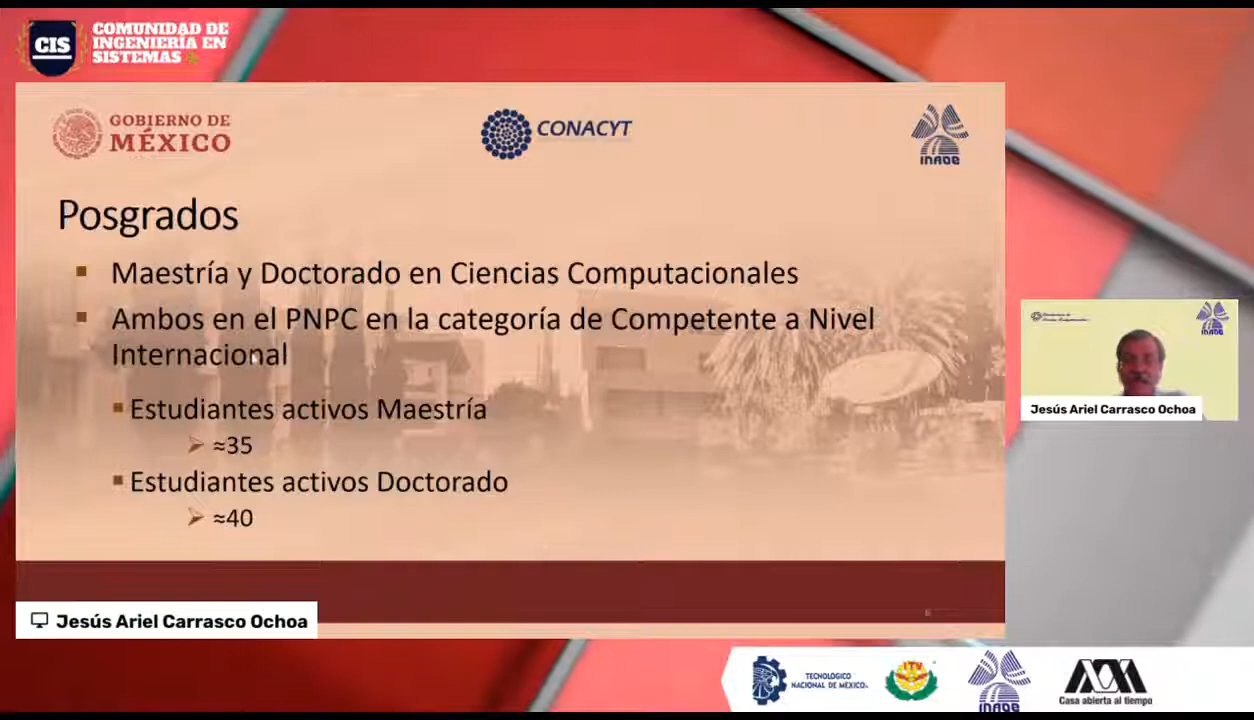 CIS
COMUNIDAD DE
INGENIERÍA EN
SISTEMAS
GOBIERNO DE
MÉXICO
CONACYT
INAOE
Posgrados
Maestría y Doctorado en Ciencias Computacionales
Ambos en el PNPC en la categoría de Competente a Nivel
Internacional
Estudiantes activos Maestría
≈35
Estudiantes activos Doctorado
≈40
INAOE
Jesús Ariel Carrasco Ochoa
Jesús Ariel Carrasco Ochoa
TECNOLÓGICO
NACIONAL DE MÉXICO
ITV
INAOE
Casa abierta al tiempo